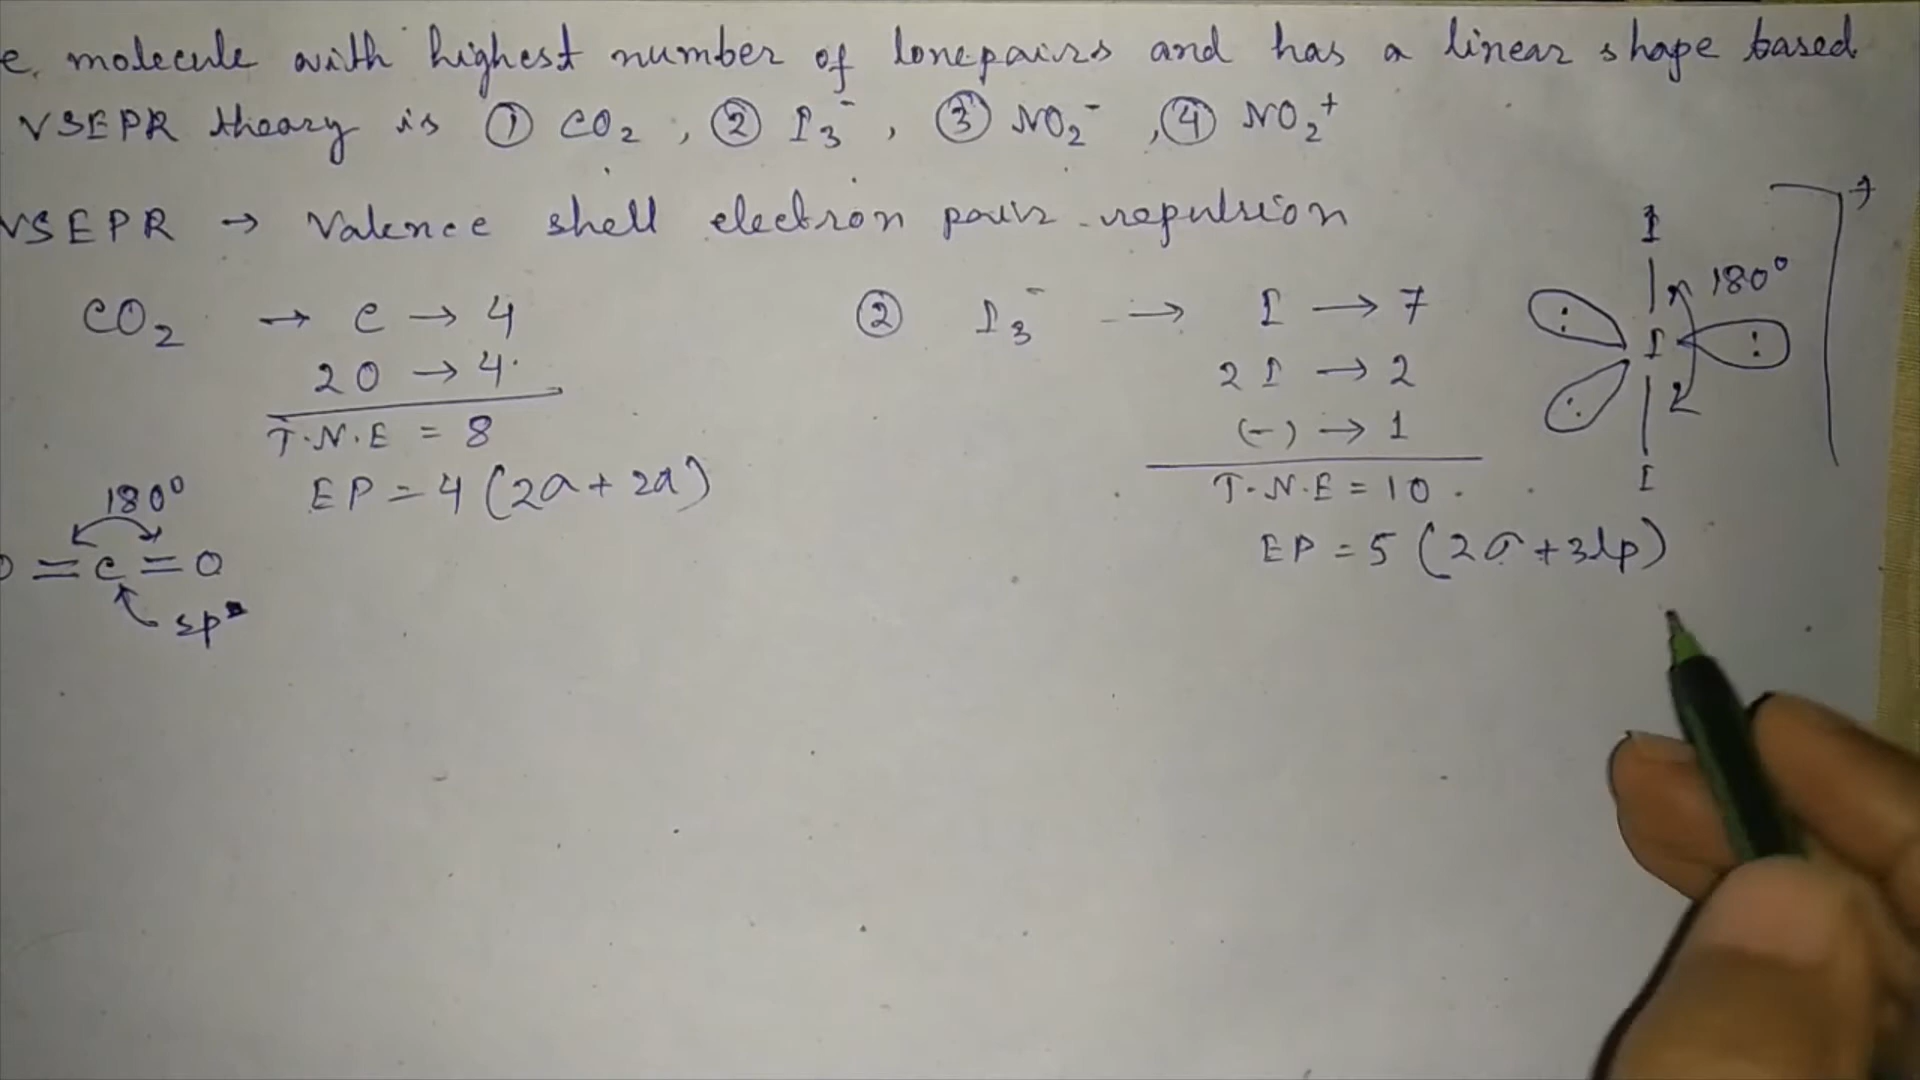 e molecule with highest number of lonepairs and has a linear shape based
VSEPR theory is ① CO₂, ② I₃⁻, ③ NO₂⁻, ④ NO₂⁺
VSEPR → Valence shell electron pair repulsion
CO₂ → C → 4
2O → 4.
T.N.E = 8
EP = 4 (2σ + 2π)
180°
O = C = O
sp
② I₃⁻ → I → 7
2I → 2
(-) → 1
T.N.E = 10.
EP = 5 (2σ + 3lp)
I
180°
: I :
:
I